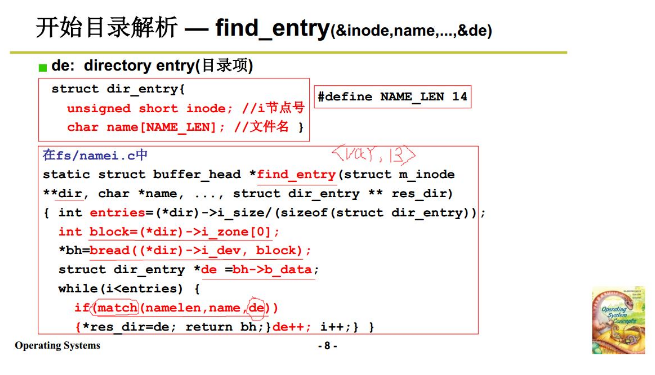 开始目录解析 — find_entry(&inode,name,...,&de)
de: directory entry(目录项)
struct dir_entry{
unsigned short inode; //i节点号
char name[NAME_LEN]; //文件名 }
#define NAME_LEN 14
在fs/namei.c中
<var, 13>
static struct buffer_head *find_entry(struct m_inode
**dir, char *name, ..., struct dir_entry ** res_dir)
{ int entries=(*dir)->i_size/(sizeof(struct dir_entry));
int block=(*dir)->i_zone[0];
*bh=bread((*dir)->i_dev, block);
struct dir_entry *de =bh->b_data;
while(i<entries) {
if(match(namelen,name,de))
{*res_dir=de; return bh;}de++; i++;} }
Operating System Concepts
Operating Systems
- 8 -